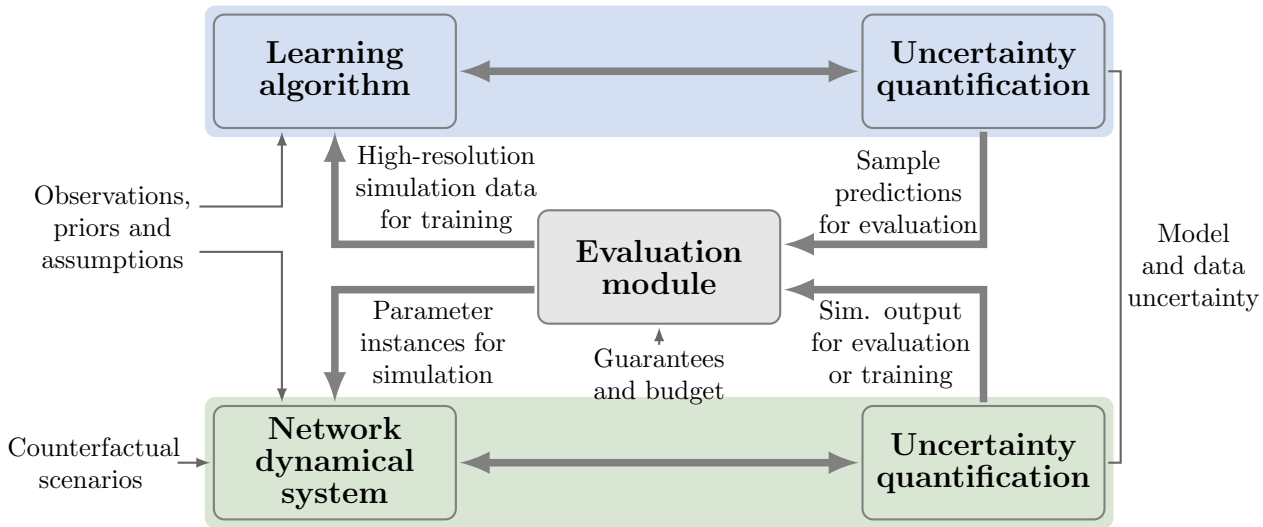 Learning
algorithm
Uncertainty
quantification
High-resolution
simulation data
for training
Sample
predictions
for evaluation
Observations,
priors and
assumptions
Evaluation
module
Model
and data
uncertainty
Parameter
instances for
simulation
Sim. output
for evaluation
or training
Guarantees
and budget
Counterfactual
scenarios
Network
dynamical
system
Uncertainty
quantification